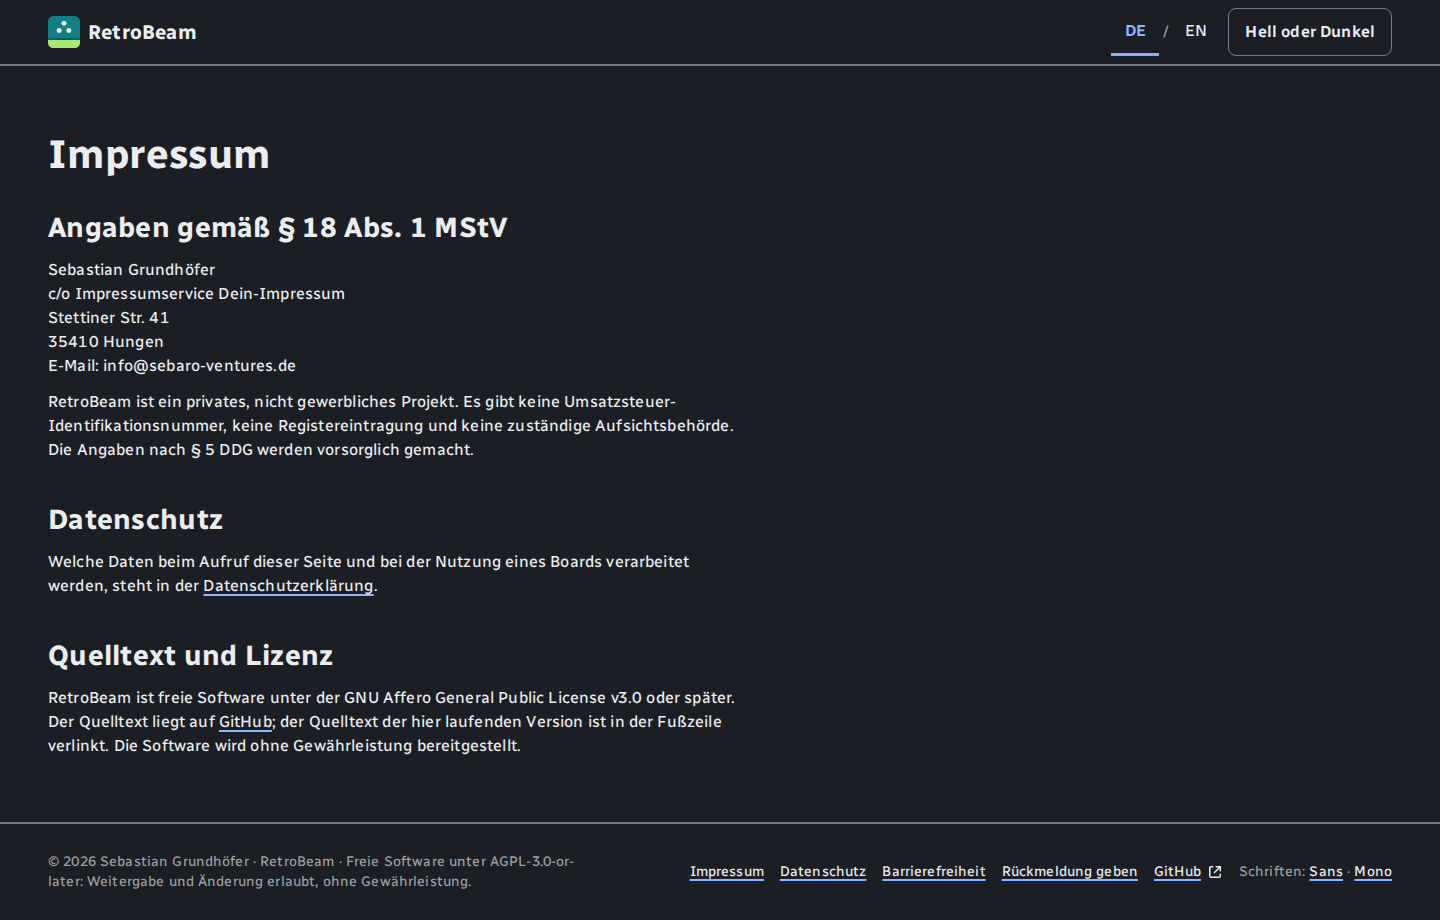 RetroBeam
DE / EN Hell oder Dunkel
Impressum
Angaben gemäß § 18 Abs. 1 MStV
Sebastian Grundhöfer
c/o Impressumservice Dein-Impressum
Stettiner Str. 41
35410 Hungen
E-Mail: info@sebaro-ventures.de
RetroBeam ist ein privates, nicht gewerbliches Projekt. Es gibt keine Umsatzsteuer-
Identifikationsnummer, keine Registereintragung und keine zuständige Aufsichtsbehörde.
Die Angaben nach § 5 DDG werden vorsorglich gemacht.
Datenschutz
Welche Daten beim Aufruf dieser Seite und bei der Nutzung eines Boards verarbeitet
werden, steht in der Datenschutzerklärung.
Quelltext und Lizenz
RetroBeam ist freie Software unter der GNU Affero General Public License v3.0 oder später.
Der Quelltext liegt auf GitHub; der Quelltext der hier laufenden Version ist in der Fußzeile
verlinkt. Die Software wird ohne Gewährleistung bereitgestellt.
© 2026 Sebastian Grundhöfer · RetroBeam · Freie Software unter AGPL-3.0-or-
later: Weitergabe und Änderung erlaubt, ohne Gewährleistung.
Impressum Datenschutz Barrierefreiheit Rückmeldung geben GitHub Schriften: Sans · Mono